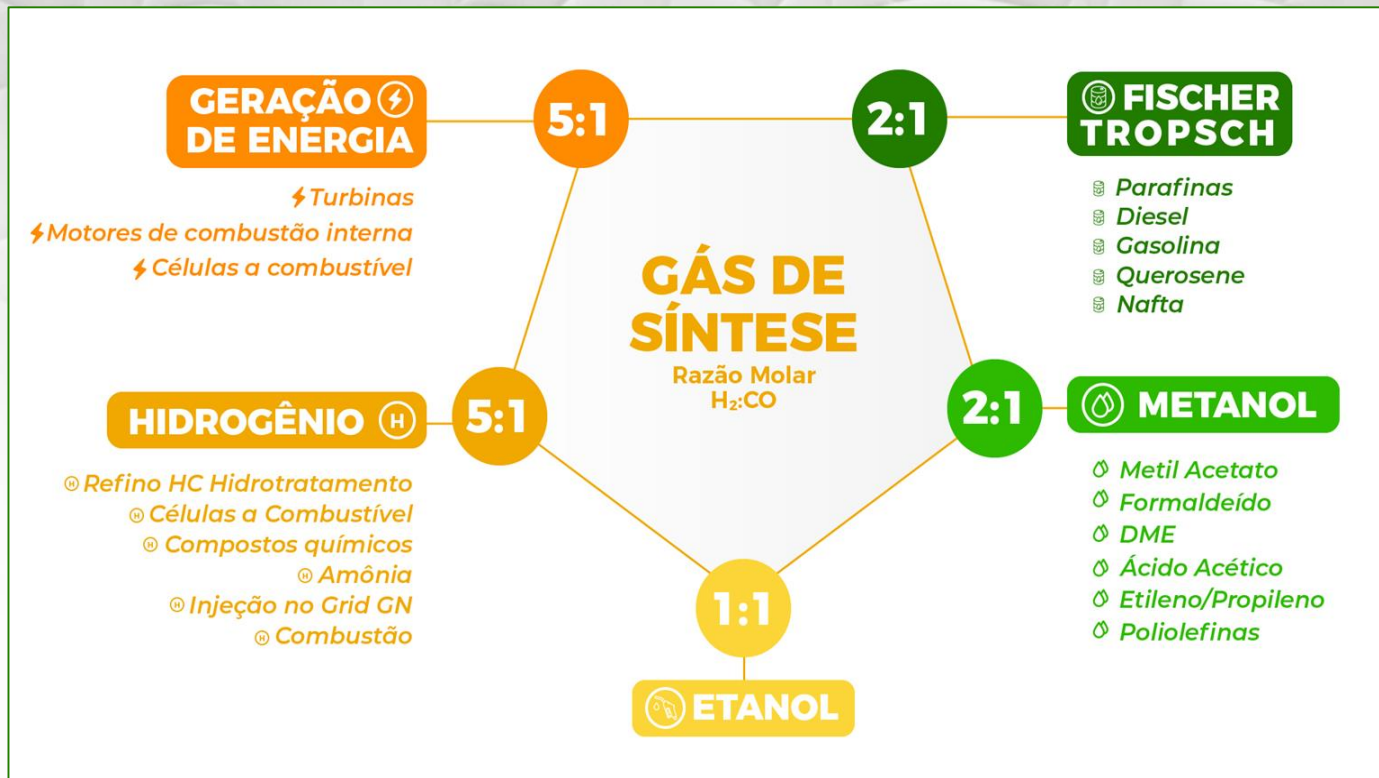 GERAÇÃO
DE ENERGIA
Turbinas
Motores de combustão interna
Células a combustível
5:1
2:1
FISCHER
TROPSCH
Parafinas
Diesel
Gasolina
Querosene
Nafta
GÁS DE
SÍNTESE
Razão Molar
H₂:CO
HIDROGÊNIO H
5:1
H Refino HC Hidrotratamento
H Células a Combustível
H Compostos químicos
H Amônia
H Injeção no Grid GN
H Combustão
2:1
METANOL
Metil Acetato
Formaldeído
DME
Ácido Acético
Etileno/Propileno
Poliolefinas
1:1
ETANOL